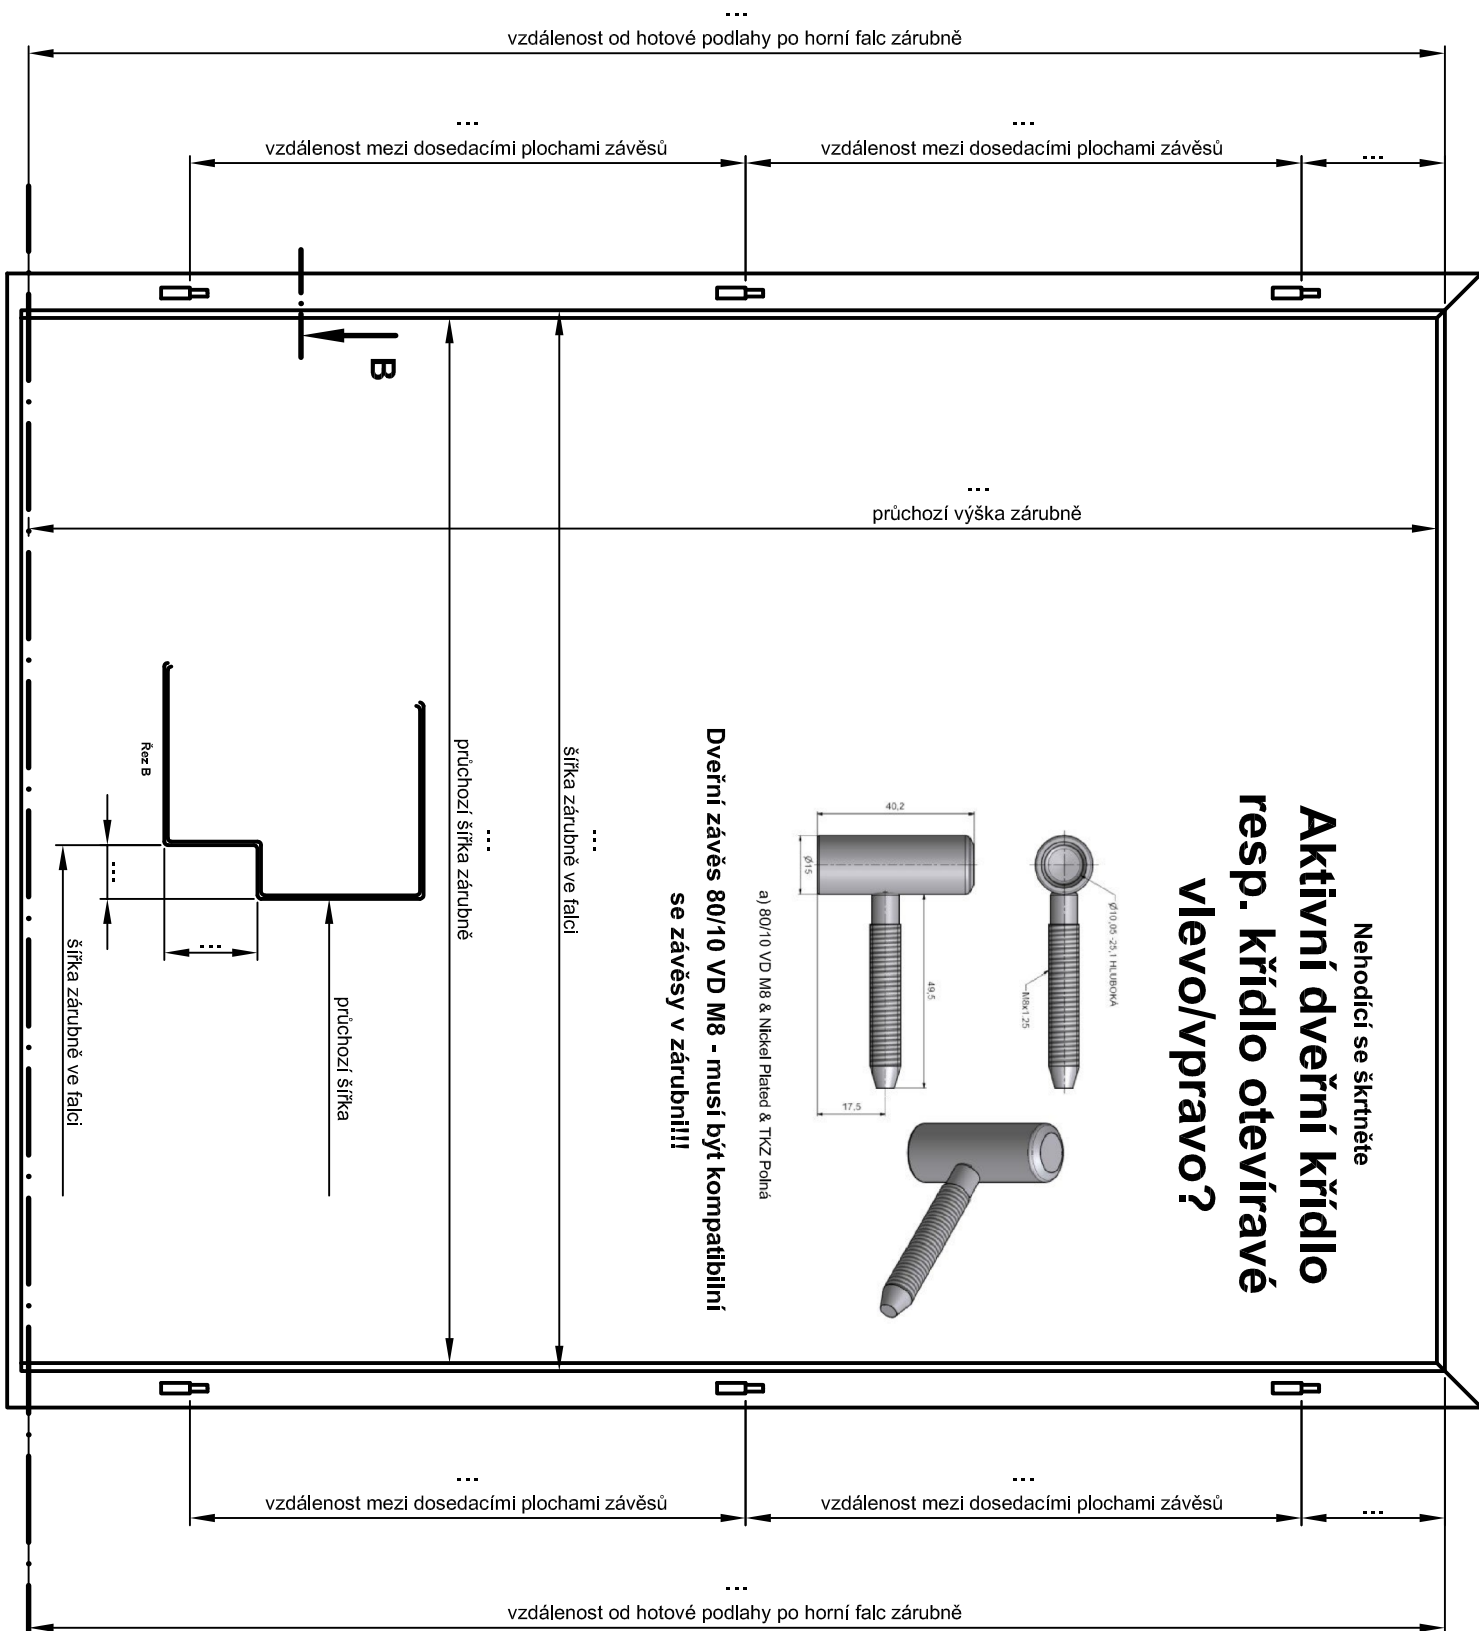 ...
vzdálenost od hotové podlahy po horní falc zárubně
...
vzdálenost mezi dosedacími plochami závěsů
...
vzdálenost mezi dosedacími plochami závěsů
...
B
...
průchozí výška zárubně
Nehodící se škrtněte
Aktivní dveřní křídlo
resp. křídlo otevíravé
vlevo/vpravo?
Ø10,05 -25,1 HLUBOKÁ
M8x1.25
40,2
Ø15
49,5
17,5
a) 80/10 VD M8 & Nickel Plated & TKZ Polná
Dveřní závěs 80/10 VD M8 - musí být kompatibilní
se závěsy v zárubni!!!
...
šířka zárubně ve falci
...
průchozí šířka zárubně
Řez B
...
...
průchozí šířka
šířka zárubně ve falci
...
vzdálenost mezi dosedacími plochami závěsů
...
vzdálenost mezi dosedacími plochami závěsů
...
...
vzdálenost od hotové podlahy po horní falc zárubně